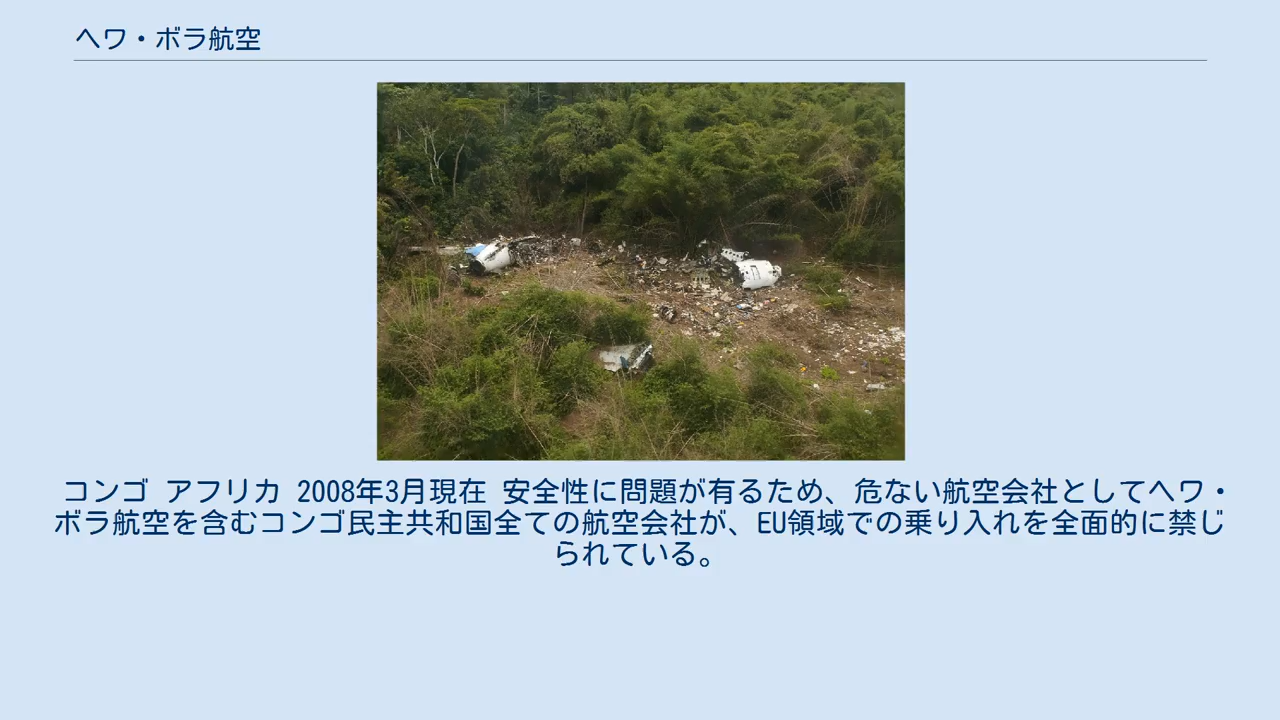 ヘワ・ボラ航空
コンゴ アフリカ 2008年3月現在 安全性に問題が有るため、危ない航空会社としてヘワ・
ボラ航空を含むコンゴ民主共和国全ての航空会社が、EU領域での乗り入れを全面的に禁じ
られている。